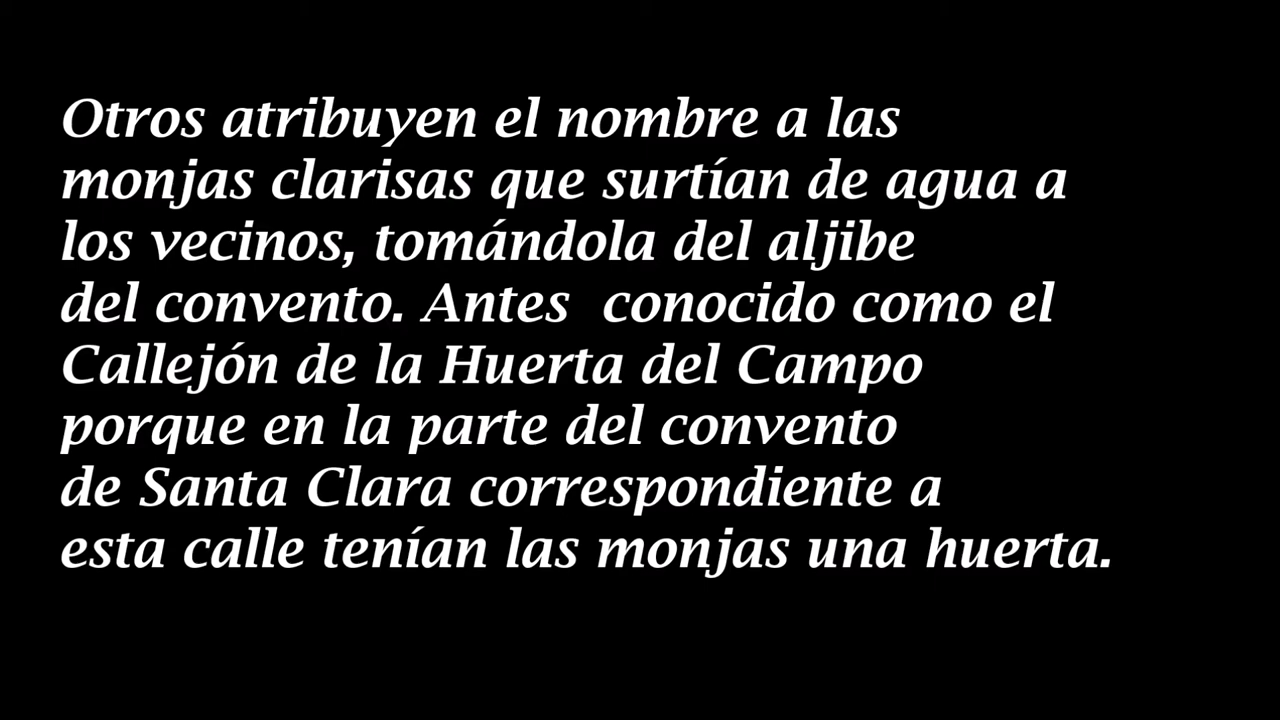 Otros atribuyen el nombre a las
monjas clarisas que surtían de agua a
los vecinos, tomándola del aljibe
del convento. Antes  conocido como el
Callejón de la Huerta del Campo
porque en la parte del convento
de Santa Clara correspondiente a
esta calle tenían las monjas una huerta.